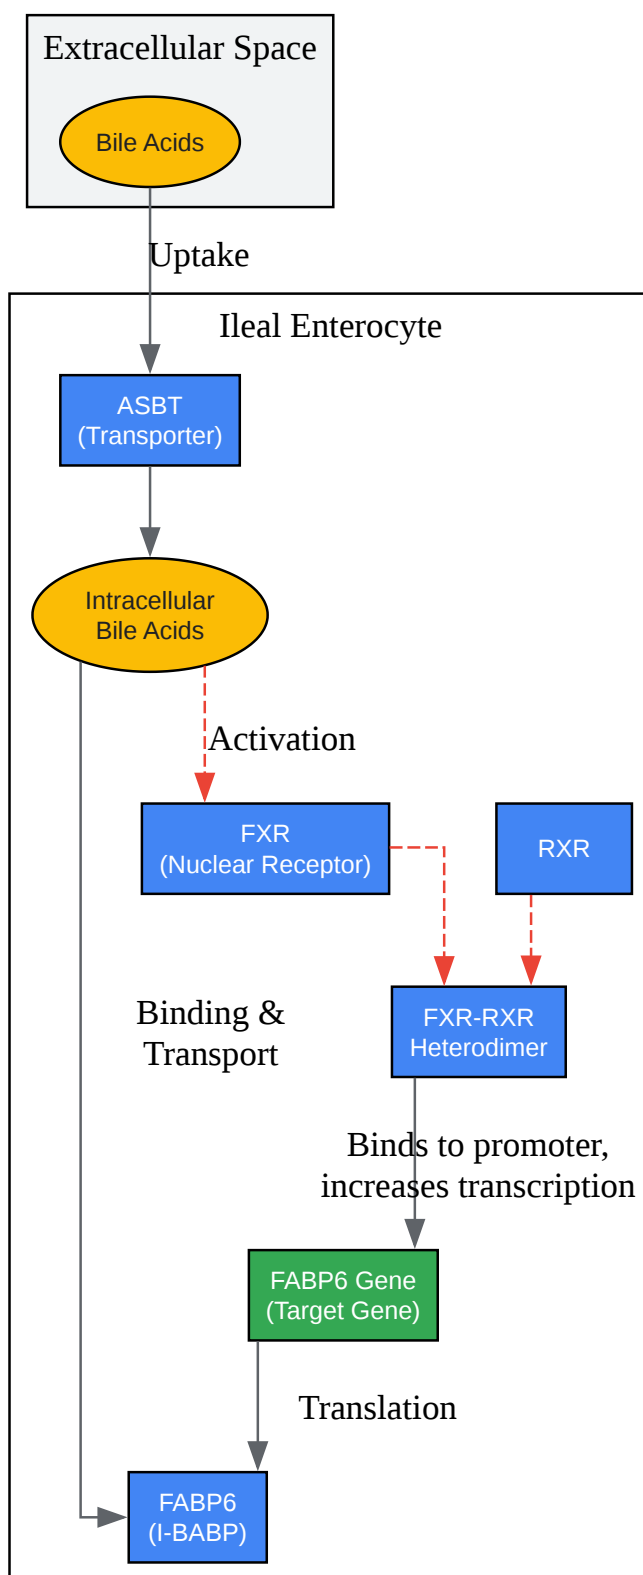 Extracellular Space
Bile Acids
Uptake
Ileal Enterocyte
ASBT
(Transporter)
Intracellular
Bile Acids
Activation
FXR
(Nuclear Receptor)
RXR
Binding &
Transport
FXR-RXR
Heterodimer
Binds to promoter,
increases transcription
FABP6 Gene
(Target Gene)
Translation
FABP6
(I-BABP)